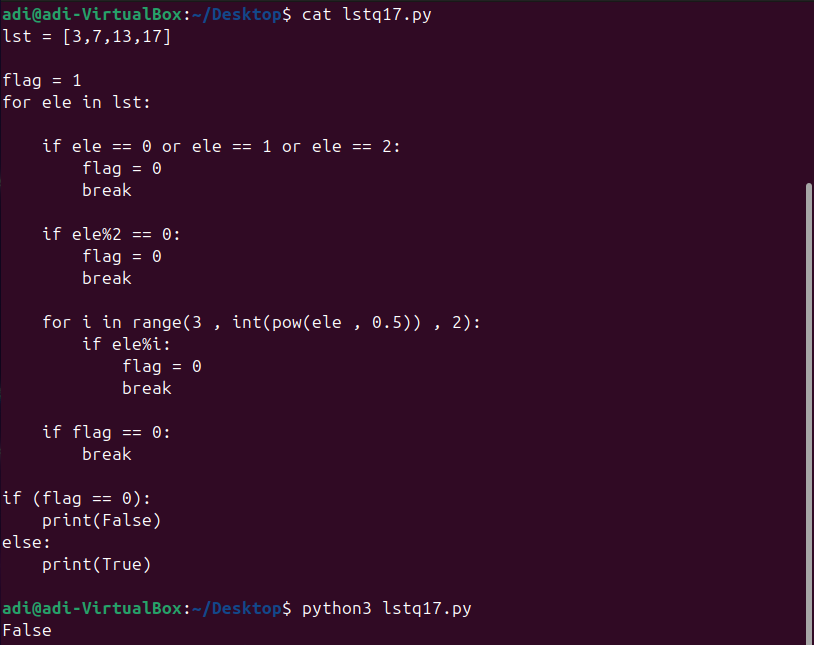 adi@adi-VirtualBox:~/Desktop$ cat lstq17.py
lst = [3,7,13,17]
flag = 1
for ele in lst:
    if ele == 0 or ele == 1 or ele == 2:
        flag = 0
        break
    if ele%2 == 0:
        flag = 0
        break
    for i in range(3 , int(pow(ele , 0.5)) , 2):
        if ele%i:
            flag = 0
            break
    if flag == 0:
        break
if (flag == 0):
    print(False)
else:
    print(True)
adi@adi-VirtualBox:~/Desktop$ python3 lstq17.py
False